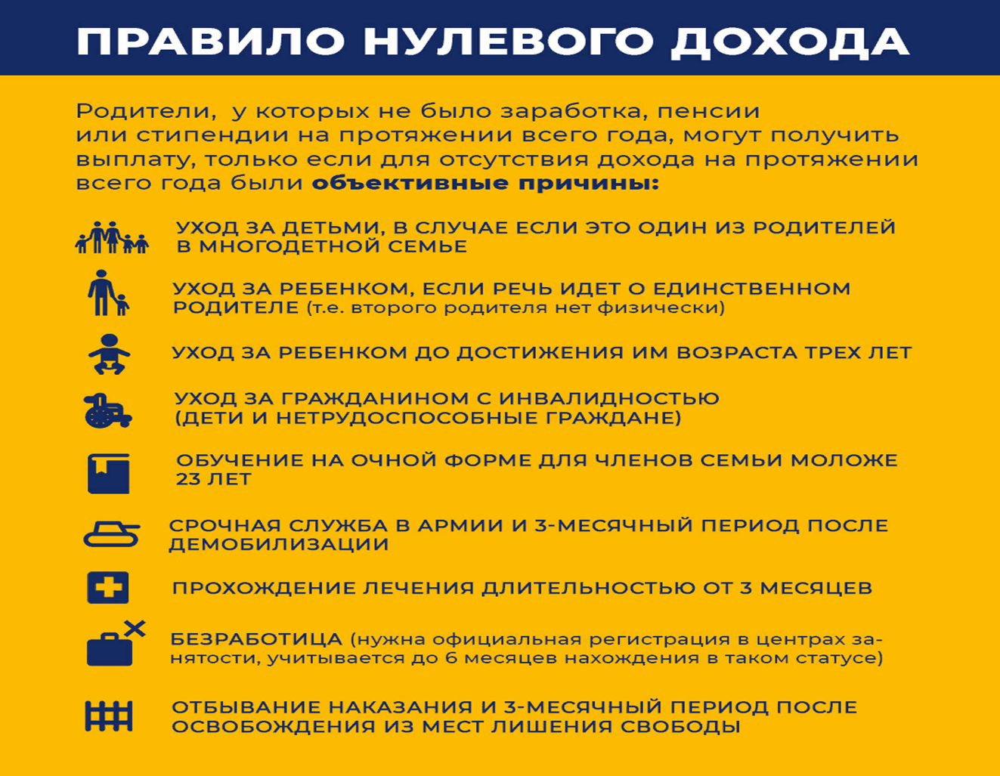 ПРАВИЛО НУЛЕВОГО ДОХОДА
Родители, у которых не было заработка, пенсии
или стипендии на протяжении всего года, могут получить
выплату, только если для отсутствия дохода на протяжении
всего года были объективные причины:
УХОД ЗА ДЕТЬМИ, В СЛУЧАЕ ЕСЛИ ЭТО ОДИН ИЗ РОДИТЕЛЕЙ
В МНОГОДЕТНОЙ СЕМЬЕ
УХОД ЗА РЕБЕНКОМ, ЕСЛИ РЕЧЬ ИДЕТ О ЕДИНСТВЕННОМ
РОДИТЕЛЕ (т.е. второго родителя нет физически)
УХОД ЗА РЕБЕНКОМ ДО ДОСТИЖЕНИЯ ИМ ВОЗРАСТА ТРЕХ ЛЕТ
УХОД ЗА ГРАЖДАНИНОМ С ИНВАЛИДНОСТЬЮ
(ДЕТИ И НЕТРУДОСПОСОБНЫЕ ГРАЖДАНЕ)
ОБУЧЕНИЕ НА ОЧНОЙ ФОРМЕ ДЛЯ ЧЛЕНОВ СЕМЬИ МОЛОЖЕ
23 ЛЕТ
СРОЧНАЯ СЛУЖБА В АРМИИ И 3-МЕСЯЧНЫЙ ПЕРИОД ПОСЛЕ
ДЕМОБИЛИЗАЦИИ
ПРОХОЖДЕНИЕ ЛЕЧЕНИЯ ДЛИТЕЛЬНОСТЬЮ ОТ 3 МЕСЯЦЕВ
БЕЗРАБОТИЦА (нужна официальная регистрация в центрах за-
нятости, учитывается до 6 месяцев нахождения в таком статусе)
ОТБЫВАНИЕ НАКАЗАНИЯ И 3-МЕСЯЧНЫЙ ПЕРИОД ПОСЛЕ
ОСВОБОЖДЕНИЯ ИЗ МЕСТ ЛИШЕНИЯ СВОБОДЫ